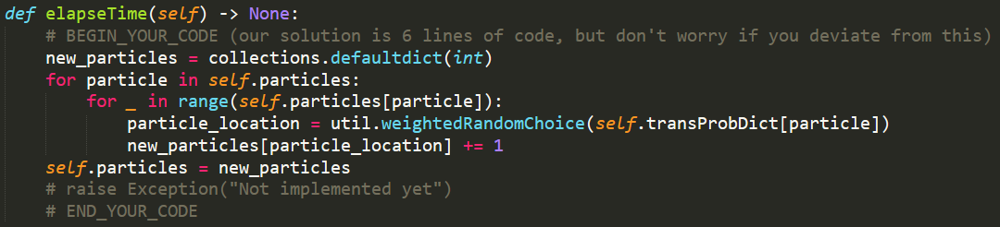 def elapseTime(self) -> None:
    # BEGIN_YOUR_CODE (our solution is 6 lines of code, but don't worry if you deviate from this)
    new_particles = collections.defaultdict(int)
    for particle in self.particles:
        for _ in range(self.particles[particle]):
            particle_location = util.weightedRandomChoice(self.transProbDict[particle])
            new_particles[particle_location] += 1
    self.particles = new_particles
    # raise Exception("Not implemented yet")
    # END_YOUR_CODE